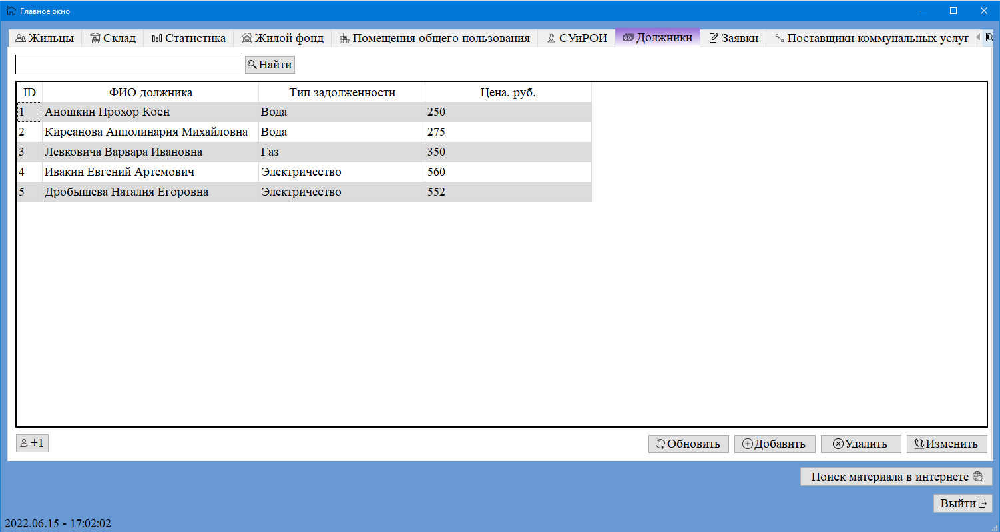 Главное окно
Жильцы Склад Статистика Жилой фонд Помещения общего пользования СУиРОИ Должники Заявки Поставщики коммунальных услуг
Найти
ID ФИО должника Тип задолженности Цена, руб.
1 Аношкин Прохор Косн Вода 250
2 Кирсанова Апполинария Михайловна Вода 275
3 Левковича Варвара Ивановна Газ 350
4 Ивакин Евгений Артемович Электричество 560
5 Дробышева Наталия Егоровна Электричество 552
+1 Обновить Добавить Удалить Изменить
Поиск материала в интернете
Выйти
2022.06.15 - 17:02:02